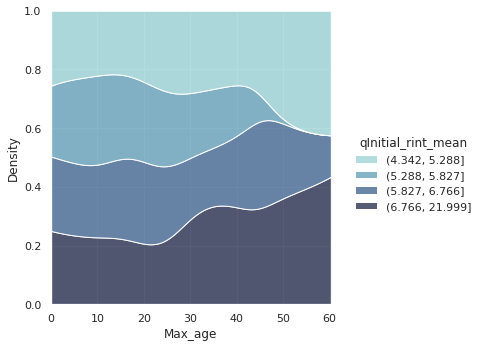 1.0
0.8
0.6
0.4
0.2
0.0
Density
0 10 20 30 40 50 60
Max_age
qInitial_rint_mean
(4.342, 5.288]
(5.288, 5.827]
(5.827, 6.766]
(6.766, 21.999]